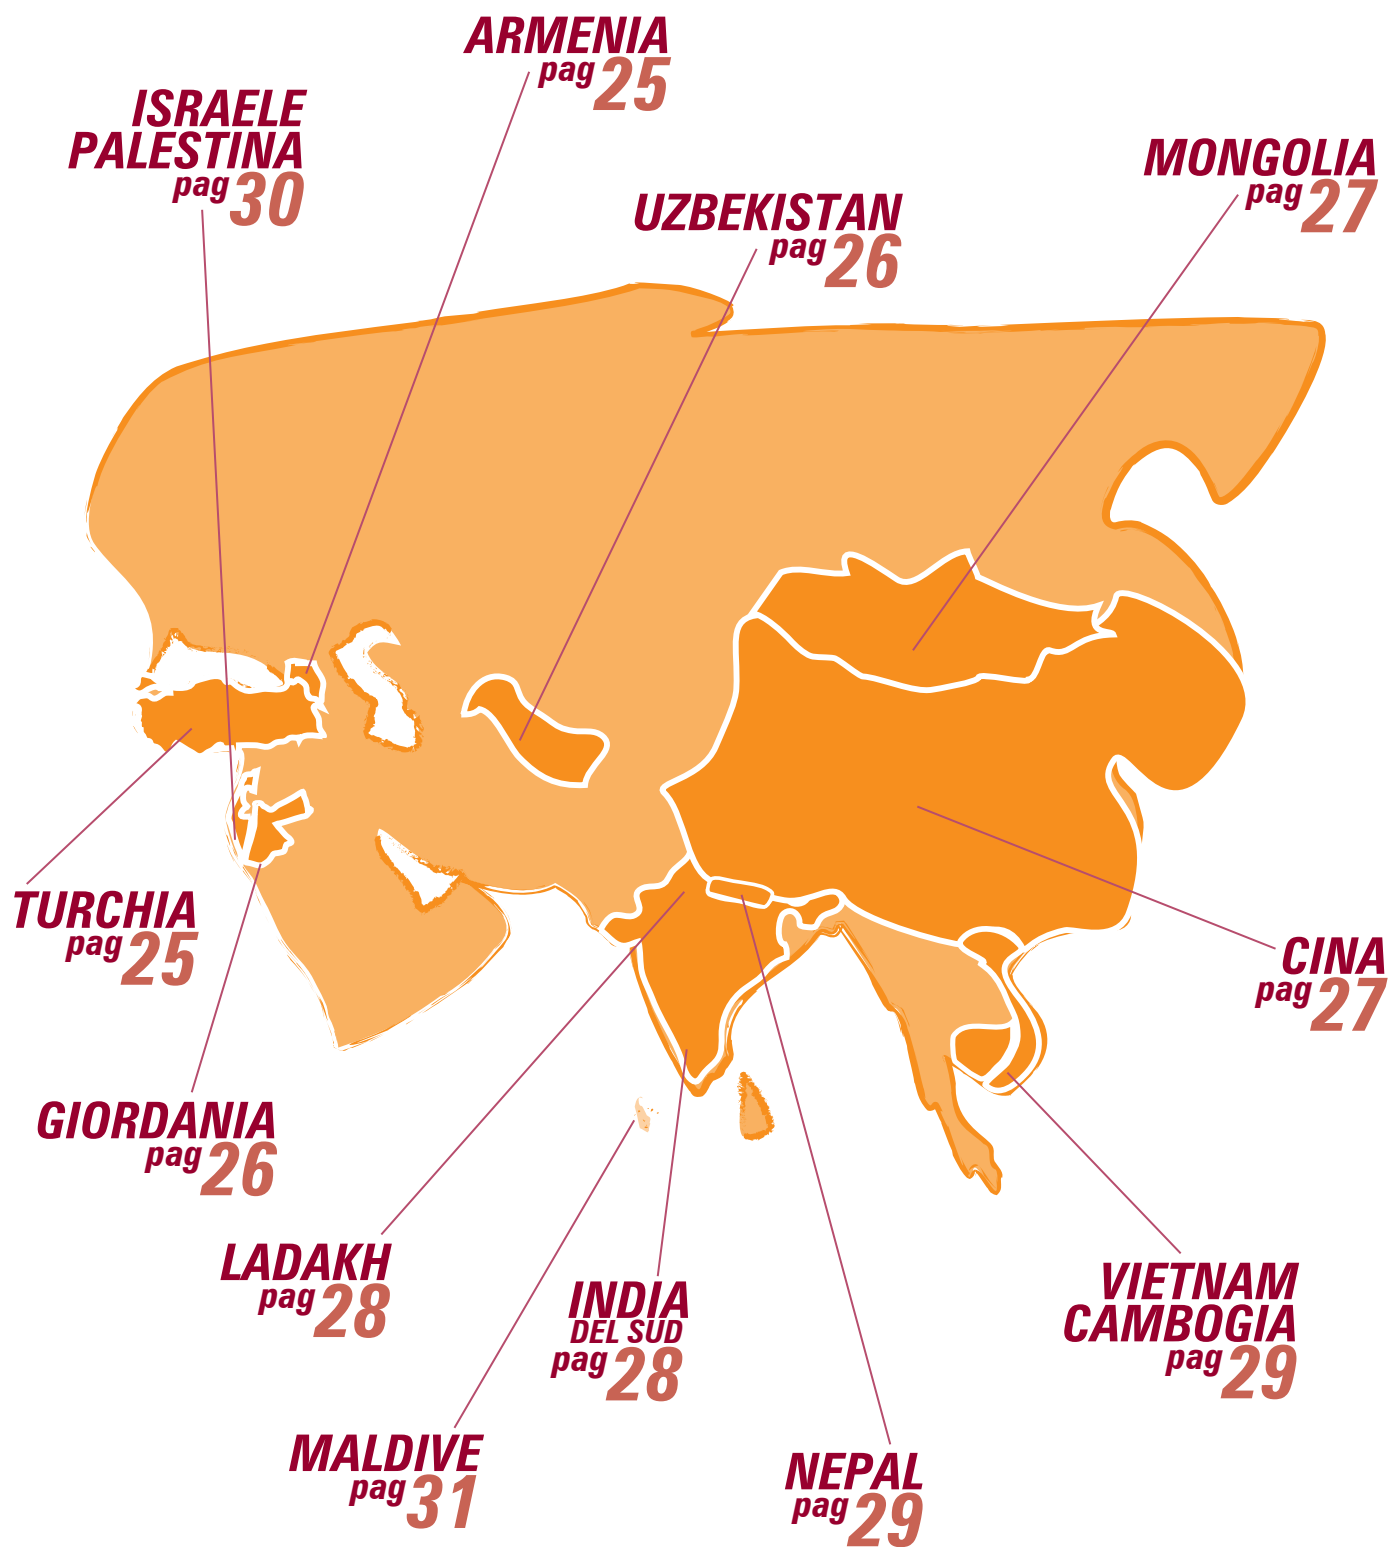 ARMENIA
pag 25
ISRAELE
PALESTINA
pag 30
MONGOLIA
pag 27
UZBEKISTAN
pag 26
TURCHIA
pag 25
CINA
pag 27
GIORDANIA
pag 26
LADAKH
pag 28
INDIA
DEL SUD
pag 28
VIETNAM
CAMBOGIA
pag 29
MALDIVE
pag 31
NEPAL
pag 29